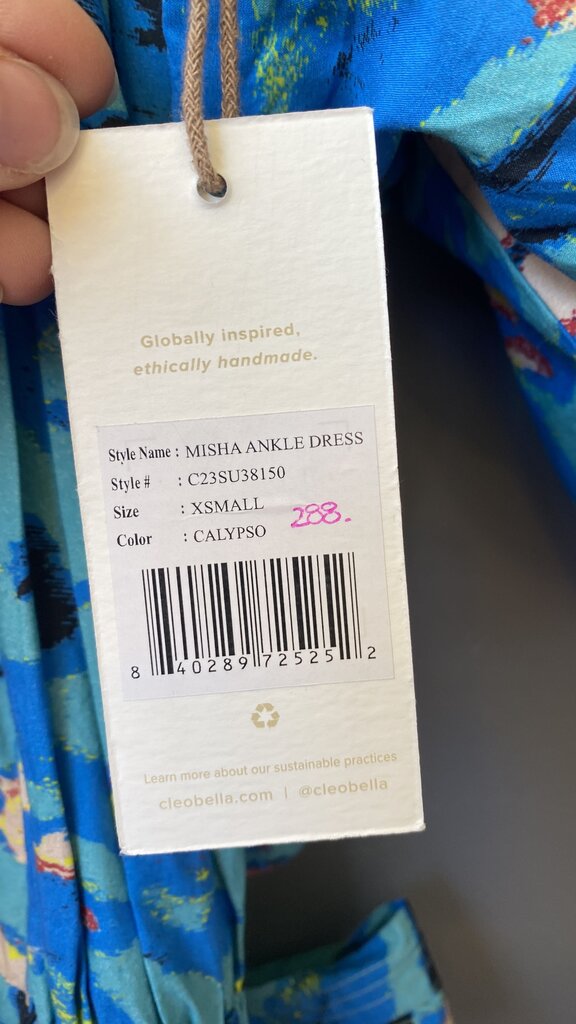 Globally inspired,
ethically handmade.
Style Name : MISHA ANKLE DRESS
Style # : C23SU38150
Size : XSMALL
288.
Color : CALYPSO
8 40289 72525 2
Learn more about our sustainable practices
cleobella.com | @cleobella